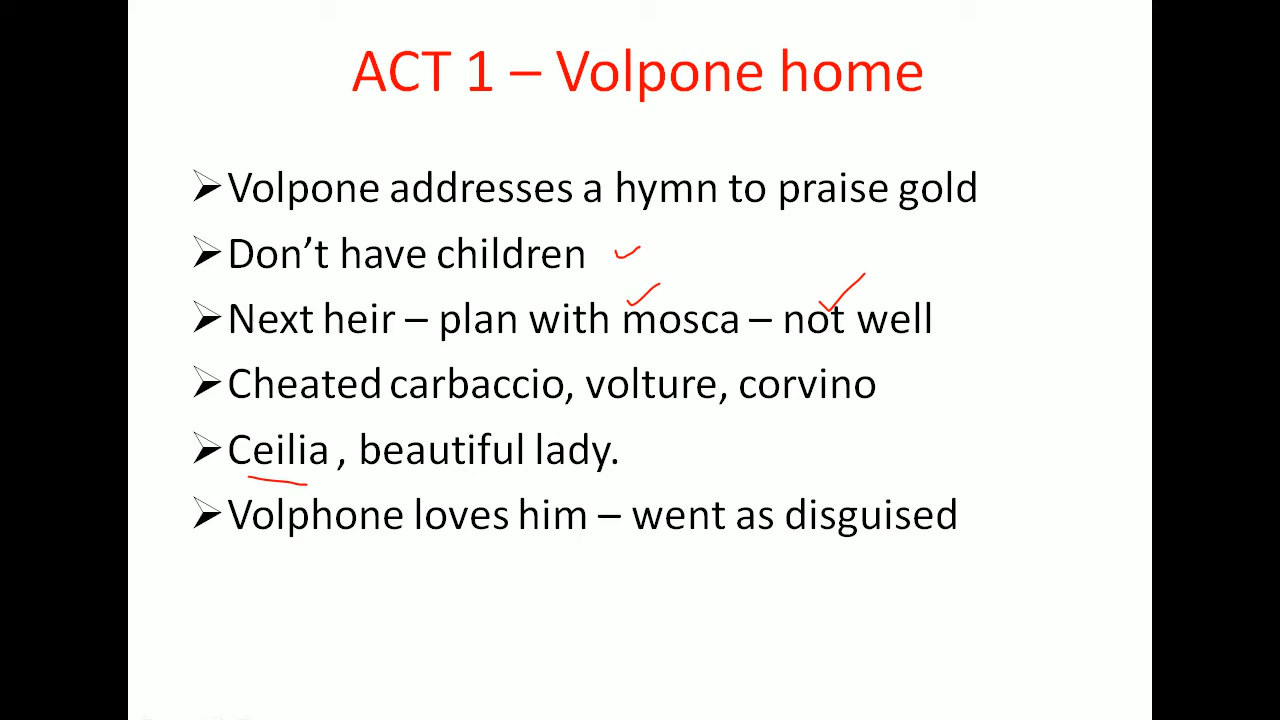 ACT 1 – Volpone home
Volpone addresses a hymn to praise gold
Don't have children
Next heir – plan with mosca – not well
Cheated carbaccio, volture, corvino
Ceilia , beautiful lady.
Volphone loves him – went as disguised